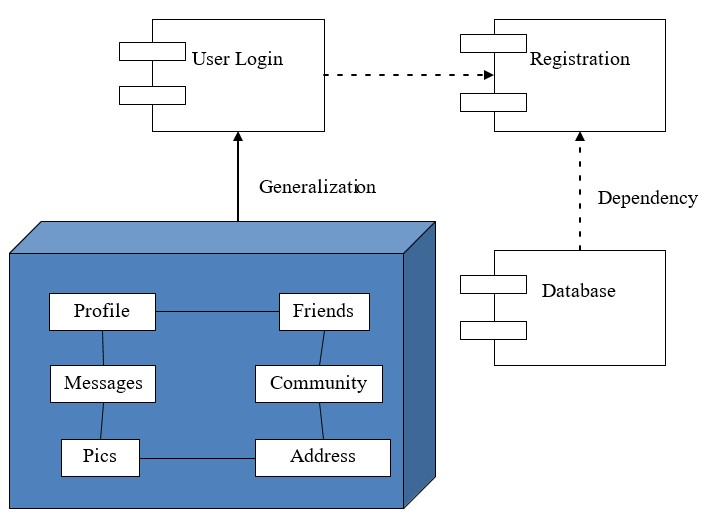 User Login
Registration
Generalization
Dependency
Database
Profile
Friends
Messages
Community
Pics
Address